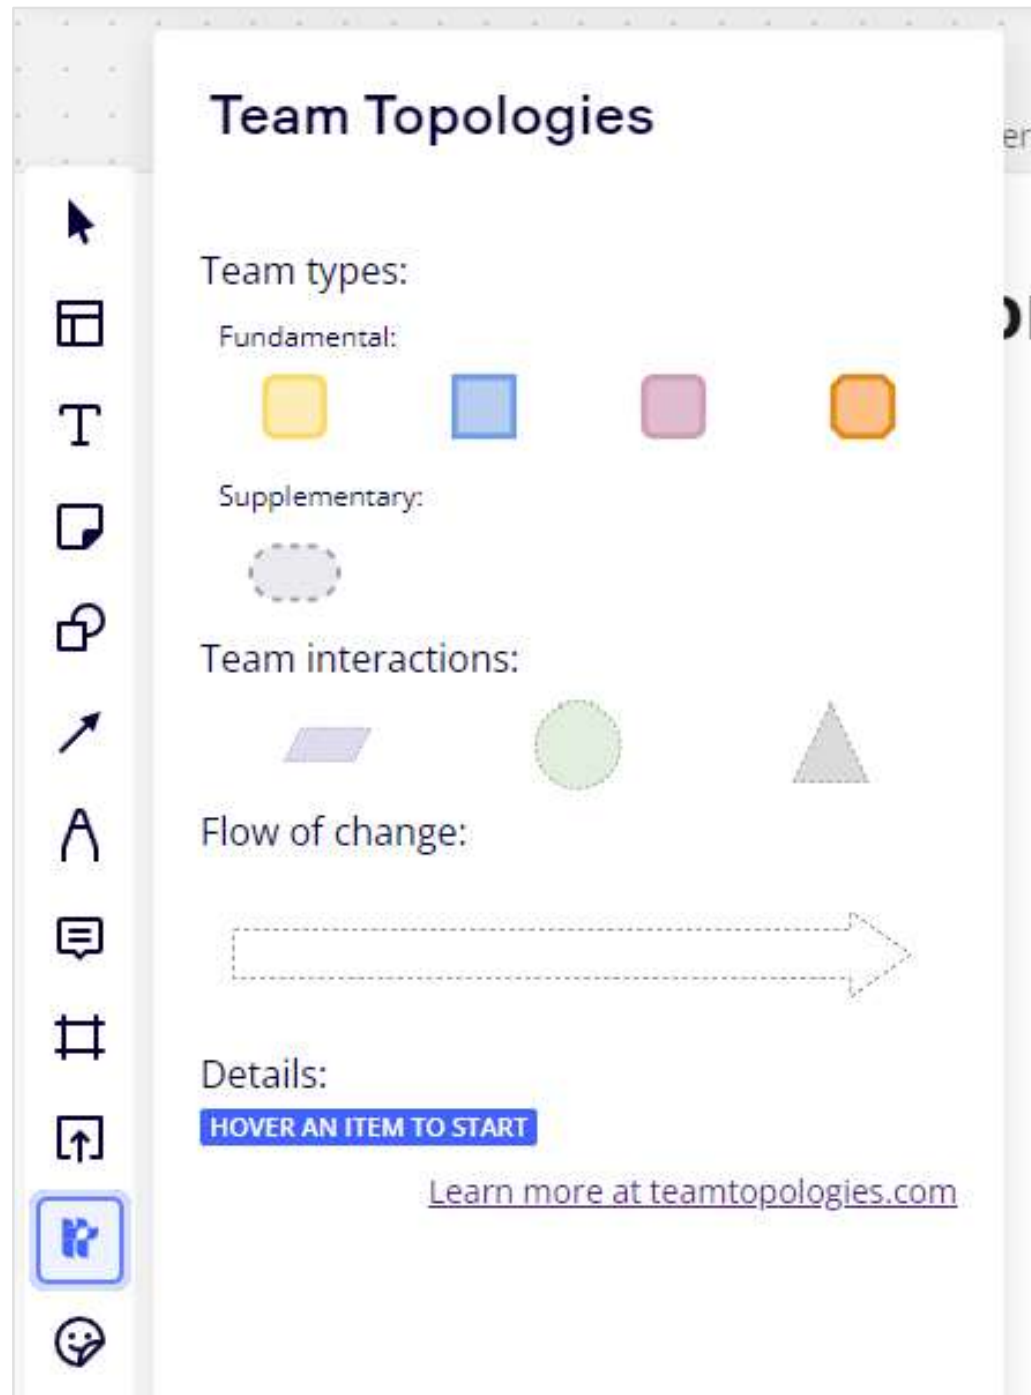 Team Topologies
er
Team types:
Fundamental:
Supplementary:
Team interactions:
Flow of change:
Details:
HOVER AN ITEM TO START
Learn more at teamtopologies.com